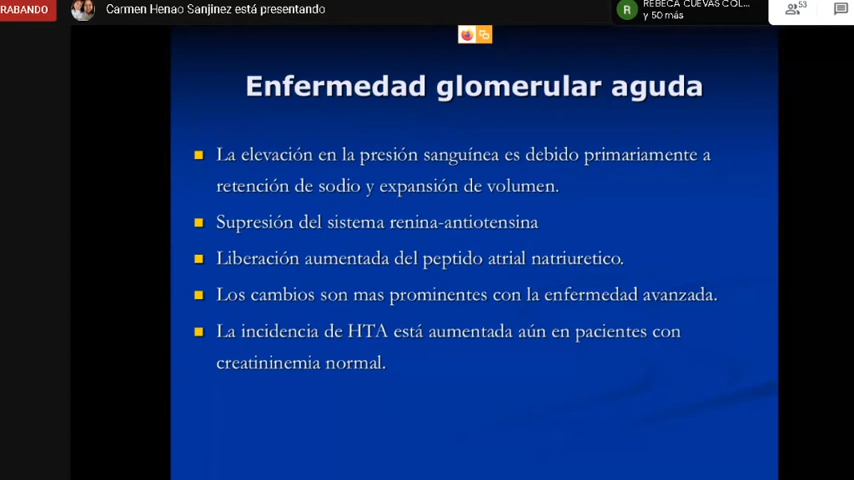 RABANDO
Carmen Henao Sanjinez está presentando
R
REBECA CUEVAS COL...
y 50 más
53
Enfermedad glomerular aguda
La elevación en la presión sanguínea es debido primariamente a
retención de sodio y expansión de volumen.
Supresión del sistema renina-antiotensina
Liberación aumentada del peptido atrial natriuretico.
Los cambios son mas prominentes con la enfermedad avanzada.
La incidencia de HTA está aumentada aún en pacientes con
creatininemia normal.